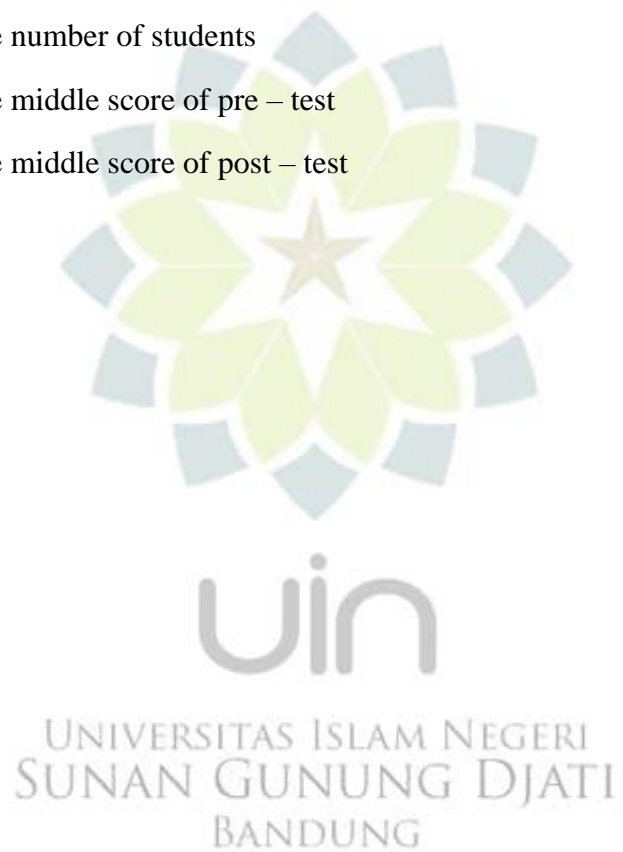 e number of students
e middle score of pre – test
e middle score of post – test
uin
UNIVERSITAS ISLAM NEGERI
SUNAN GUNUNG DJATI
BANDUNG